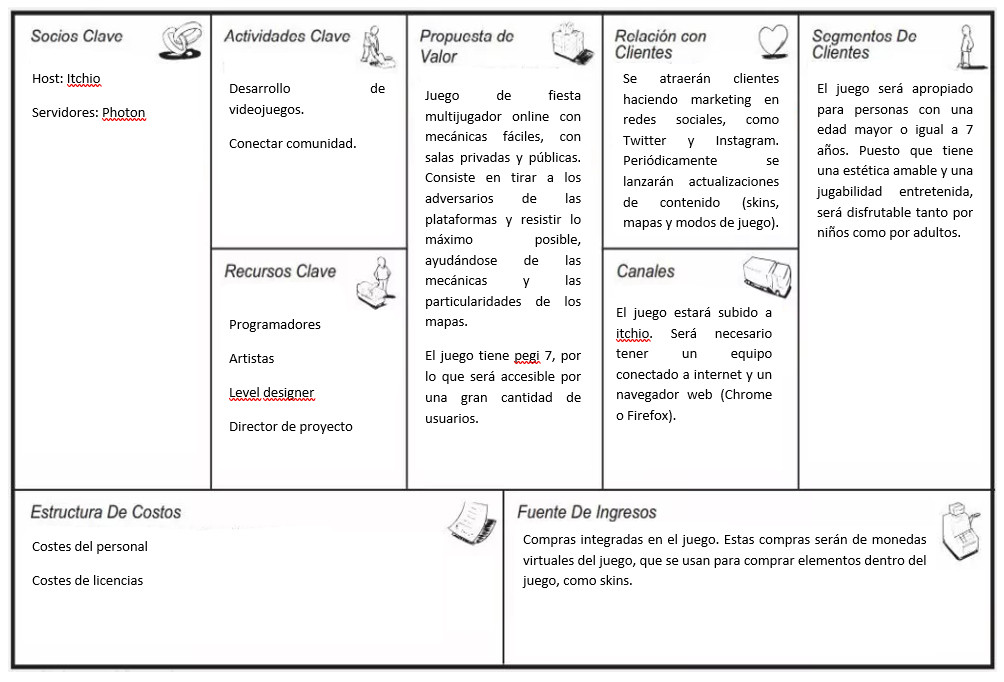 Socios Clave
Host: Itchio
Servidores: Photon
Actividades Clave
Desarrollo de
videojuegos.
Conectar comunidad.
Recursos Clave
Programadores
Artistas
Level designer
Director de proyecto
Propuesta de
Valor
Juego de fiesta
multijugador online con
mecánicas fáciles, con
salas privadas y públicas.
Consiste en tirar a los
adversarios de las
plataformas y resistir lo
máximo posible,
ayudándose de las
mecánicas y las
particularidades de los
mapas.
El juego tiene pegi 7, por
lo que será accesible por
una gran cantidad de
usuarios.
Relación con
Clientes
Se atraerán clientes
haciendo marketing en
redes sociales, como
Twitter y Instagram.
Periódicamente se
lanzarán actualizaciones
de contenido (skins,
mapas y modos de juego).
Canales
El juego estará subido a
itchio. Será necesario
tener un equipo
conectado a internet y un
navegador web (Chrome
o Firefox).
Segmentos De
Clientes
El juego será apropiado
para personas con una
edad mayor o igual a 7
años. Puesto que tiene
una estética amable y una
jugabilidad entretenida,
será disfrutable tanto por
niños como por adultos.
Estructura De Costos
Costes del personal
Costes de licencias
Fuente De Ingresos
Compras integradas en el juego. Estas compras serán de monedas
virtuales del juego, que se usan para comprar elementos dentro del
juego, como skins.